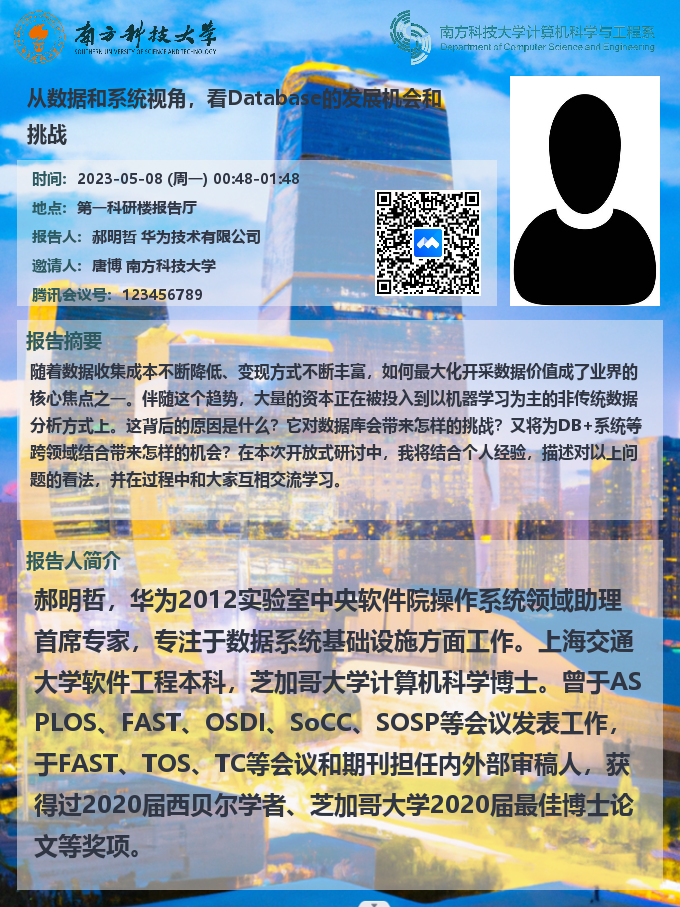 南方科技大学
SOUTHERN UNIVERSITY OF SCIENCE AND TECHNOLOGY
南方科技大学计算机科学与工程系
Department of Computer Science and Engineering
从数据和系统视角，看Database的发展机会和
挑战
时间：2023-05-08 (周一) 00:48-01:48
地点：第一科研楼报告厅
报告人：郝明哲 华为技术有限公司
邀请人：唐博 南方科技大学
腾讯会议号：123456789
报告摘要
随着数据收集成本不断降低、变现方式不断丰富，如何最大化开采数据价值成了业界的
核心焦点之一。伴随这个趋势，大量的资本正在被投入到以机器学习为主的非传统数据
分析方式上。这背后的原因是什么？它对数据库会带来怎样的挑战？又将为DB+系统等
跨领域结合带来怎样的机会？在本次开放式研讨中，我将结合个人经验，描述对以上问
题的看法，并在过程中和大家互相交流学习。
报告人简介
郝明哲，华为2012实验室中央软件院操作系统领域助理
首席专家，专注于数据系统基础设施方面工作。上海交通
大学软件工程本科，芝加哥大学计算机科学博士。曾于AS
PLOS、FAST、OSDI、SoCC、SOSP等会议发表工作，
于FAST、TOS、TC等会议和期刊担任内外部审稿人，获
得过2020届西贝尔学者、芝加哥大学2020届最佳博士论
文等奖项。